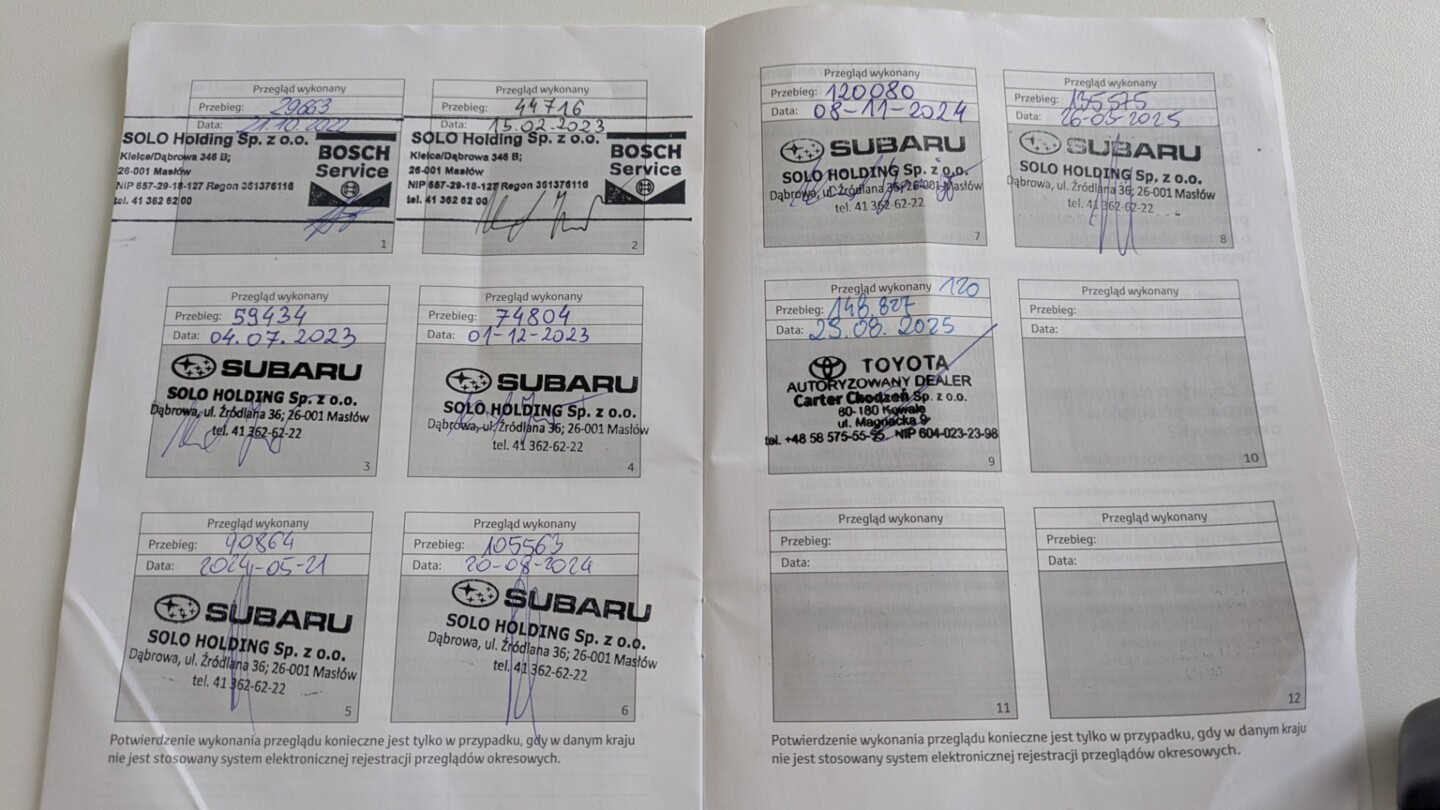 Przegląd wykonany
Przebieg: 29663
Data: 21.10.2022
SOLO Holding Sp. z o.o.
Kielce/Dąbrowa 346 B;
26-001 Masłów
NIP 657-29-18-127 Regon 361376116
tel. 41 362 62 00
BOSCH
Service
1
Przegląd wykonany
Przebieg: 44716
Data: 15.02.2023
SOLO Holding Sp. z o.o.
Kielce/Dąbrowa 346 B;
26-001 Masłów
NIP 657-29-18-127 Regon 361376116
tel. 41 362 62 00
BOSCH
Service
2
Przegląd wykonany
Przebieg: 59434
Data: 04.07.2023
SUBARU
SOLO HOLDING Sp. z o.o.
Dąbrowa, ul. Źródlana 36; 26-001 Masłów
tel. 41 362-62-22
3
Przegląd wykonany
Przebieg: 74804
Data: 01-12-2023
SUBARU
SOLO HOLDING Sp. z o.o.
Dąbrowa, ul. Źródlana 36; 26-001 Masłów
tel. 41 362-62-22
4
Przegląd wykonany
Przebieg: 90864
Data: 2024-05-21
SUBARU
SOLO HOLDING Sp. z o.o.
Dąbrowa, ul. Źródlana 36; 26-001 Masłów
tel. 41 362-62-22
5
Przegląd wykonany
Przebieg: 105563
Data: 20-08-2024
SUBARU
SOLO HOLDING Sp. z o.o.
Dąbrowa, ul. Źródlana 36; 26-001 Masłów
tel. 41 362-62-22
6
Potwierdzenie wykonania przeglądu konieczne jest tylko w przypadku, gdy w danym kraju
nie jest stosowany system elektronicznej rejestracji przeglądów okresowych.
Przegląd wykonany
Przebieg: 120080
Data: 08-11-2024
SUBARU
SOLO HOLDING Sp. z o.o.
Dąbrowa, ul. Źródlana 36; 26-001 Masłów
tel. 41 362-62-22
7
Przegląd wykonany
Przebieg: 135575
Data: 26-03-2025
SUBARU
SOLO HOLDING Sp. z o.o.
Dąbrowa, ul. Źródlana 36; 26-001 Masłów
tel. 41 362-62-22
8
Przegląd wykonany 120
Przebieg: 148,827
Data: 25.08.2025
TOYOTA
AUTORYZOWANY DEALER
Carter Chodzeń Sp. z o.o.
80-180 Kowale
ul. Magnacka 9
tel. +48 58 575-55-55 NIP 604-023-23-98
9
Przegląd wykonany
Przebieg:
Data:
10
Przegląd wykonany
Przebieg:
Data:
11
Przegląd wykonany
Przebieg:
Data:
12
Potwierdzenie wykonania przeglądu konieczne jest tylko w przypadku, gdy w danym kraju
nie jest stosowany system elektronicznej rejestracji przeglądów okresowych.